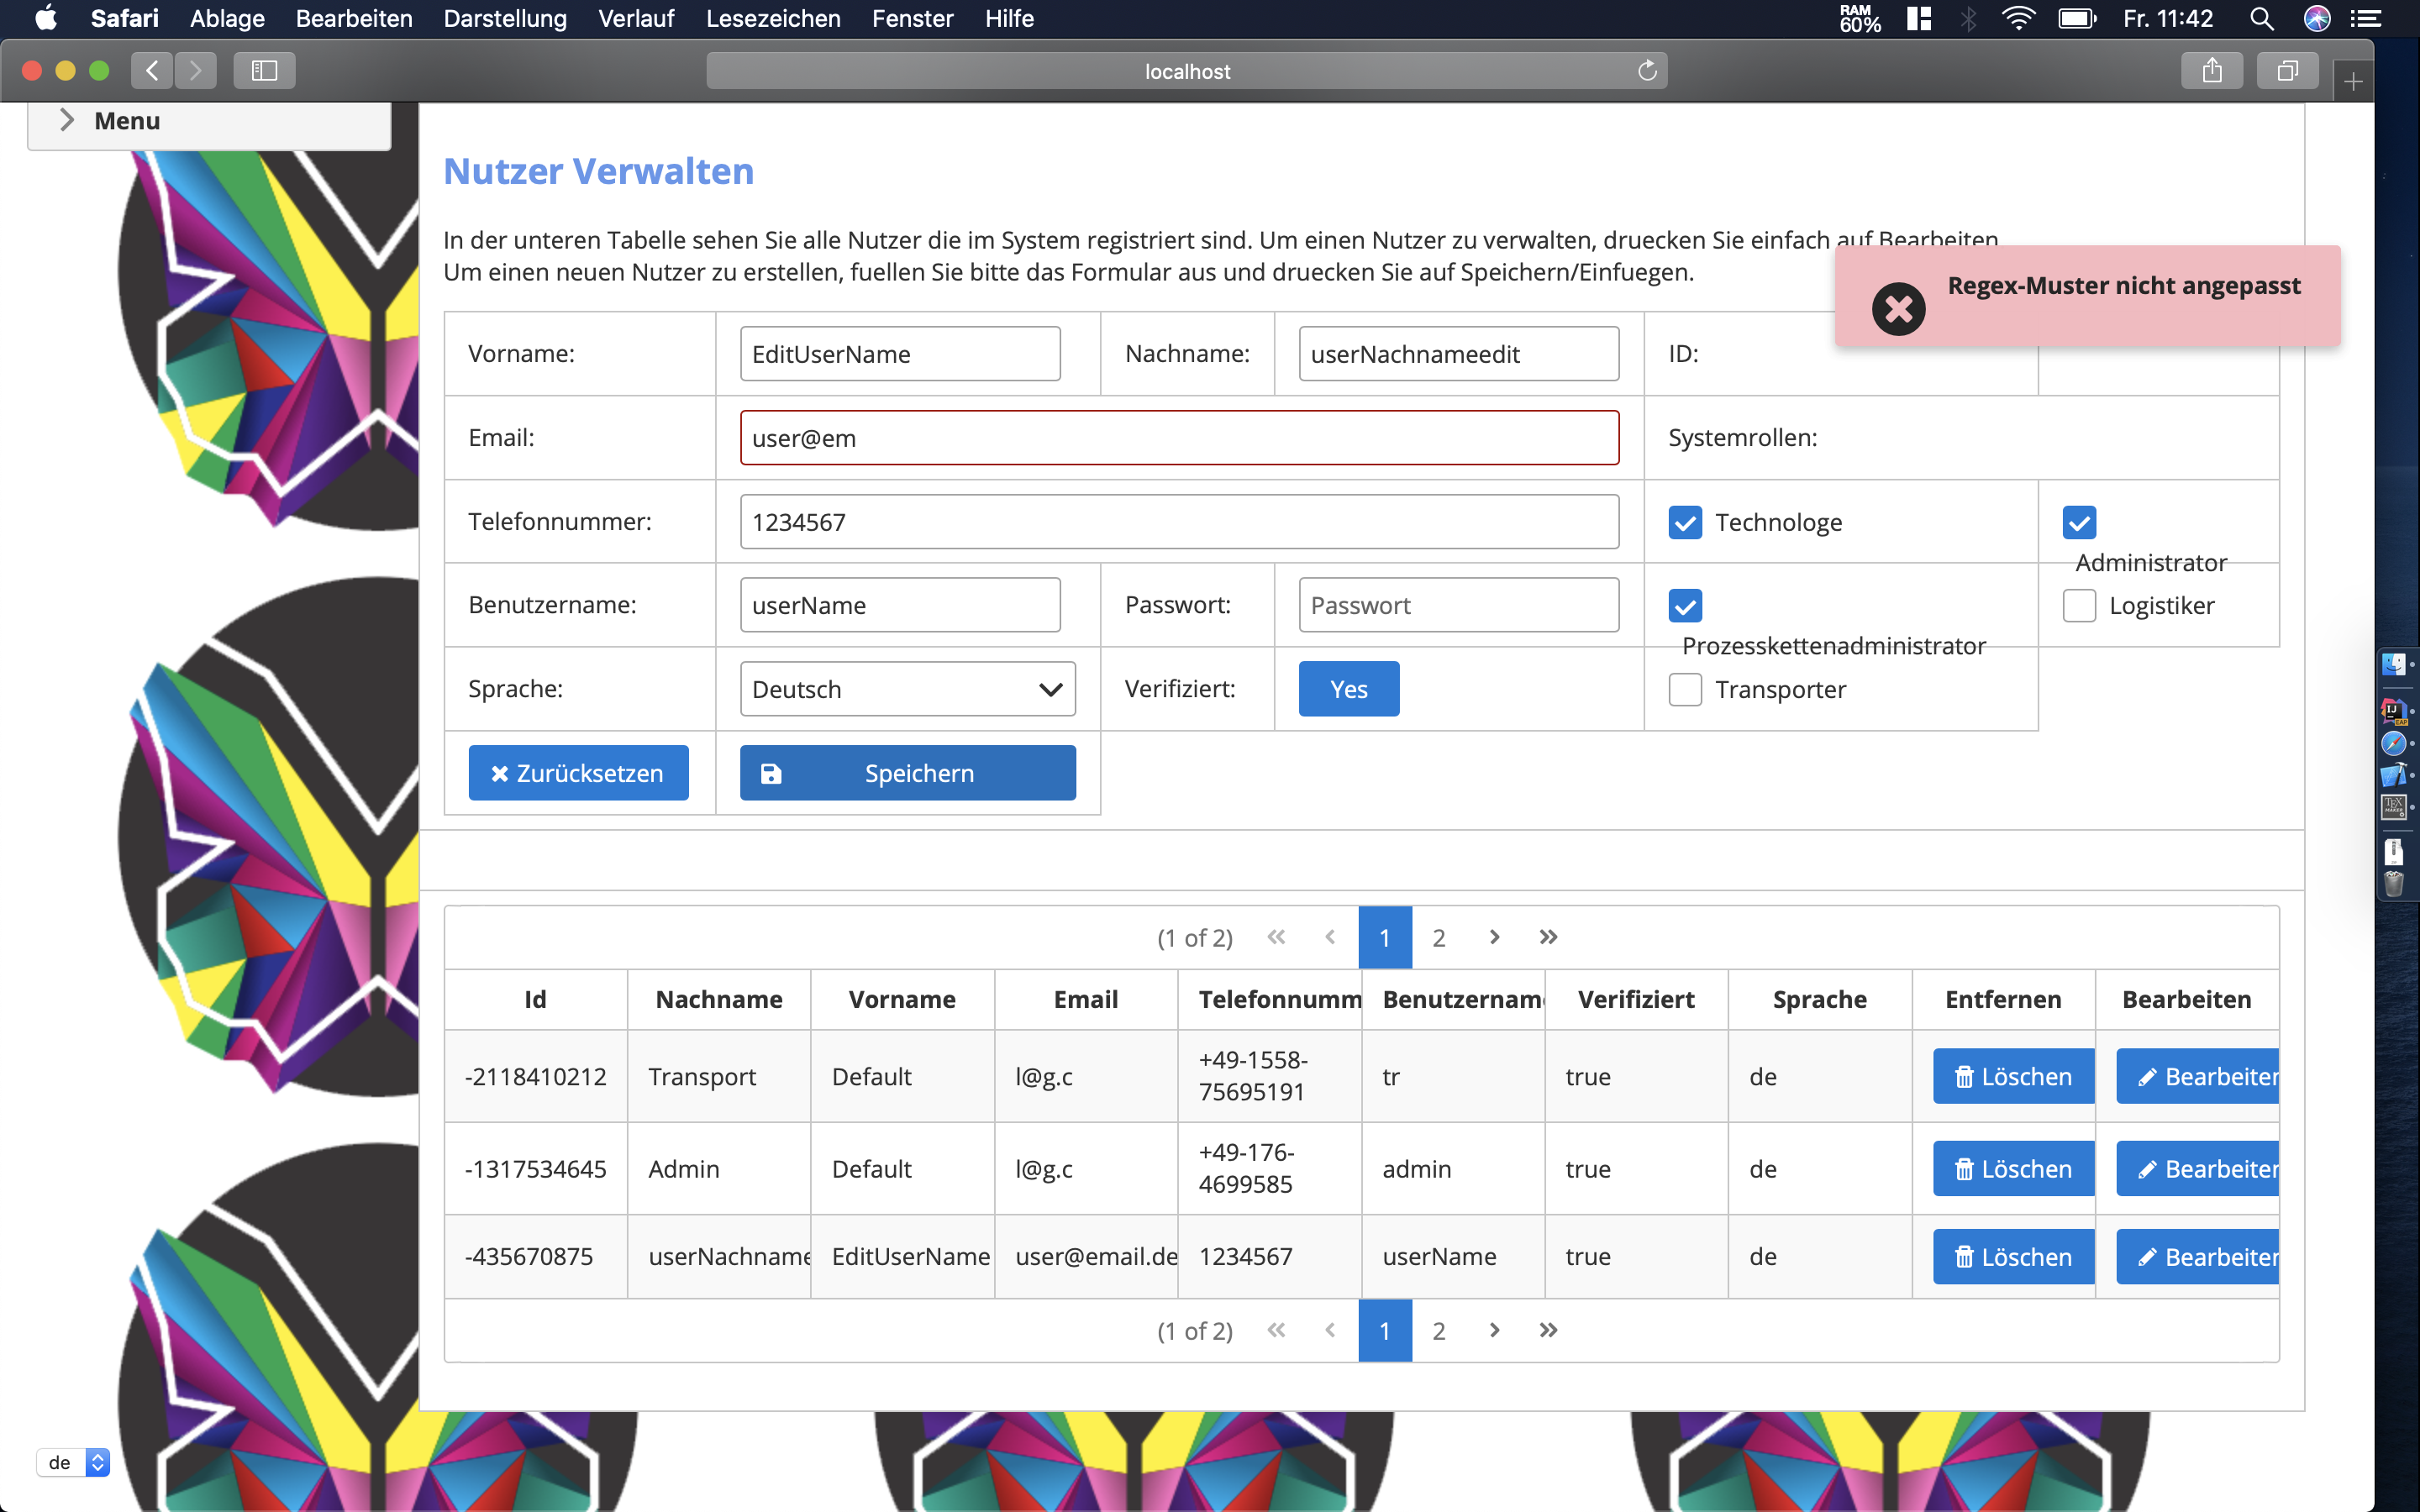 Safari Ablage Bearbeiten Darstellung Verlauf Lesezeichen Fenster Hilfe RAM 60% Fr. 11:42
localhost
Menu
Nutzer Verwalten
In der unteren Tabelle sehen Sie alle Nutzer die im System registriert sind. Um einen Nutzer zu verwalten, druecken Sie einfach auf Bearbeiten
Um einen neuen Nutzer zu erstellen, fuellen Sie bitte das Formular aus und druecken Sie auf Speichern/Einfuegen.
Regex-Muster nicht angepasst
Vorname: EditUserName Nachname: userNachnameedit ID:
Email: user@em Systemrollen:
Telefonnummer: 1234567 Technologe Administrator
Benutzername: userName Passwort: Passwort Prozesskettenadministrator Logistiker
Sprache: Deutsch Verifiziert: Yes Transporter
Zurücksetzen Speichern
(1 of 2) 1 2
Id Nachname Vorname Email Telefonnumm Benutzernam Verifiziert Sprache Entfernen Bearbeiten
-2118410212 Transport Default l@g.c +49-1558-75695191 tr true de Löschen Bearbeiten
-1317534645 Admin Default l@g.c +49-176-4699585 admin true de Löschen Bearbeiten
-435670875 userNachname EditUserName user@email.de 1234567 userName true de Löschen Bearbeiten
(1 of 2) 1 2
de